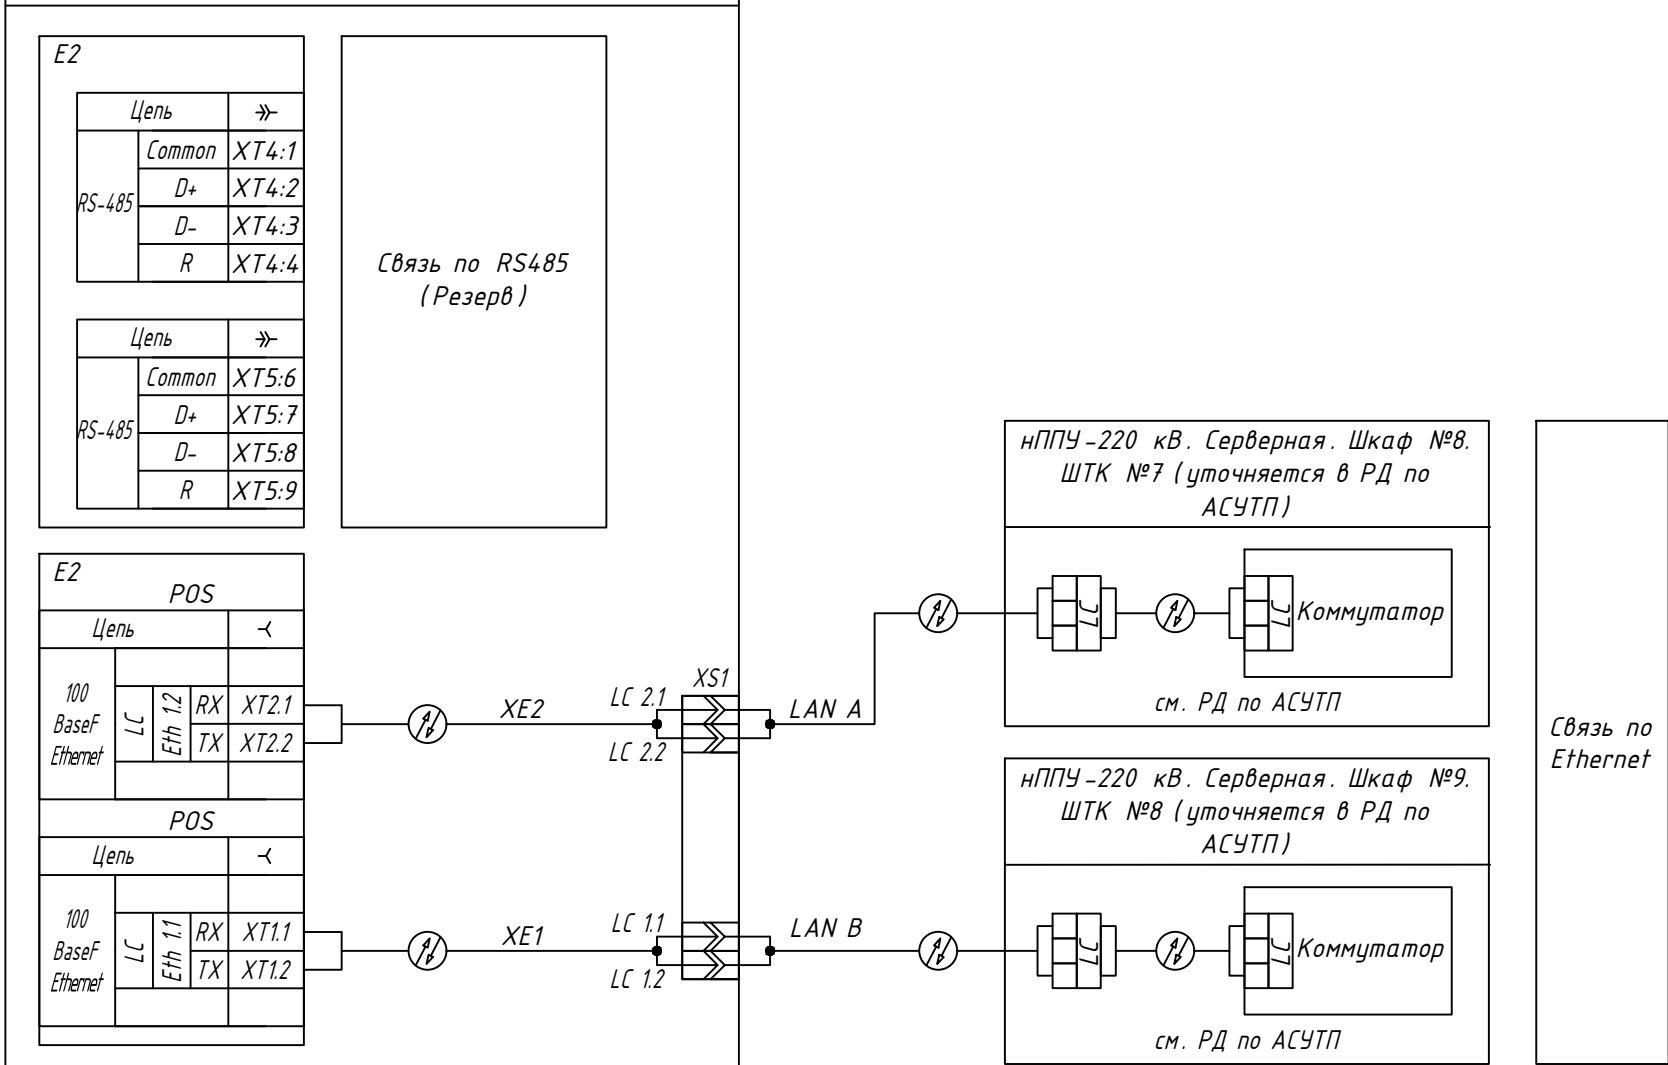 E2
Цепь
RS-485
Common XT4:1
D+ XT4:2
D- XT4:3
R XT4:4
Цепь
RS-485
Common XT5:6
D+ XT5:7
D- XT5:8
R XT5:9
Связь по RS485
(Резерв)
E2
POS
Цепь
100
BaseF
Ethernet
LC
Eth 1.2
RX XT2.1
TX XT2.2
XE2
LC 2.1
LC 2.2
XS1
LAN A
POS
Цепь
100
BaseF
Ethernet
LC
Eth 1.1
RX XT1.1
TX XT1.2
XE1
LC 1.1
LC 1.2
LAN B
нППУ-220 кВ. Серверная. Шкаф №8.
ШТК №7 (уточняется в РД по
АСУТП)
LC
LC
Коммутатор
см. РД по АСУТП
нППУ-220 кВ. Серверная. Шкаф №9.
ШТК №8 (уточняется в РД по
АСУТП)
LC
LC
Коммутатор
см. РД по АСУТП
Связь по
Ethernet